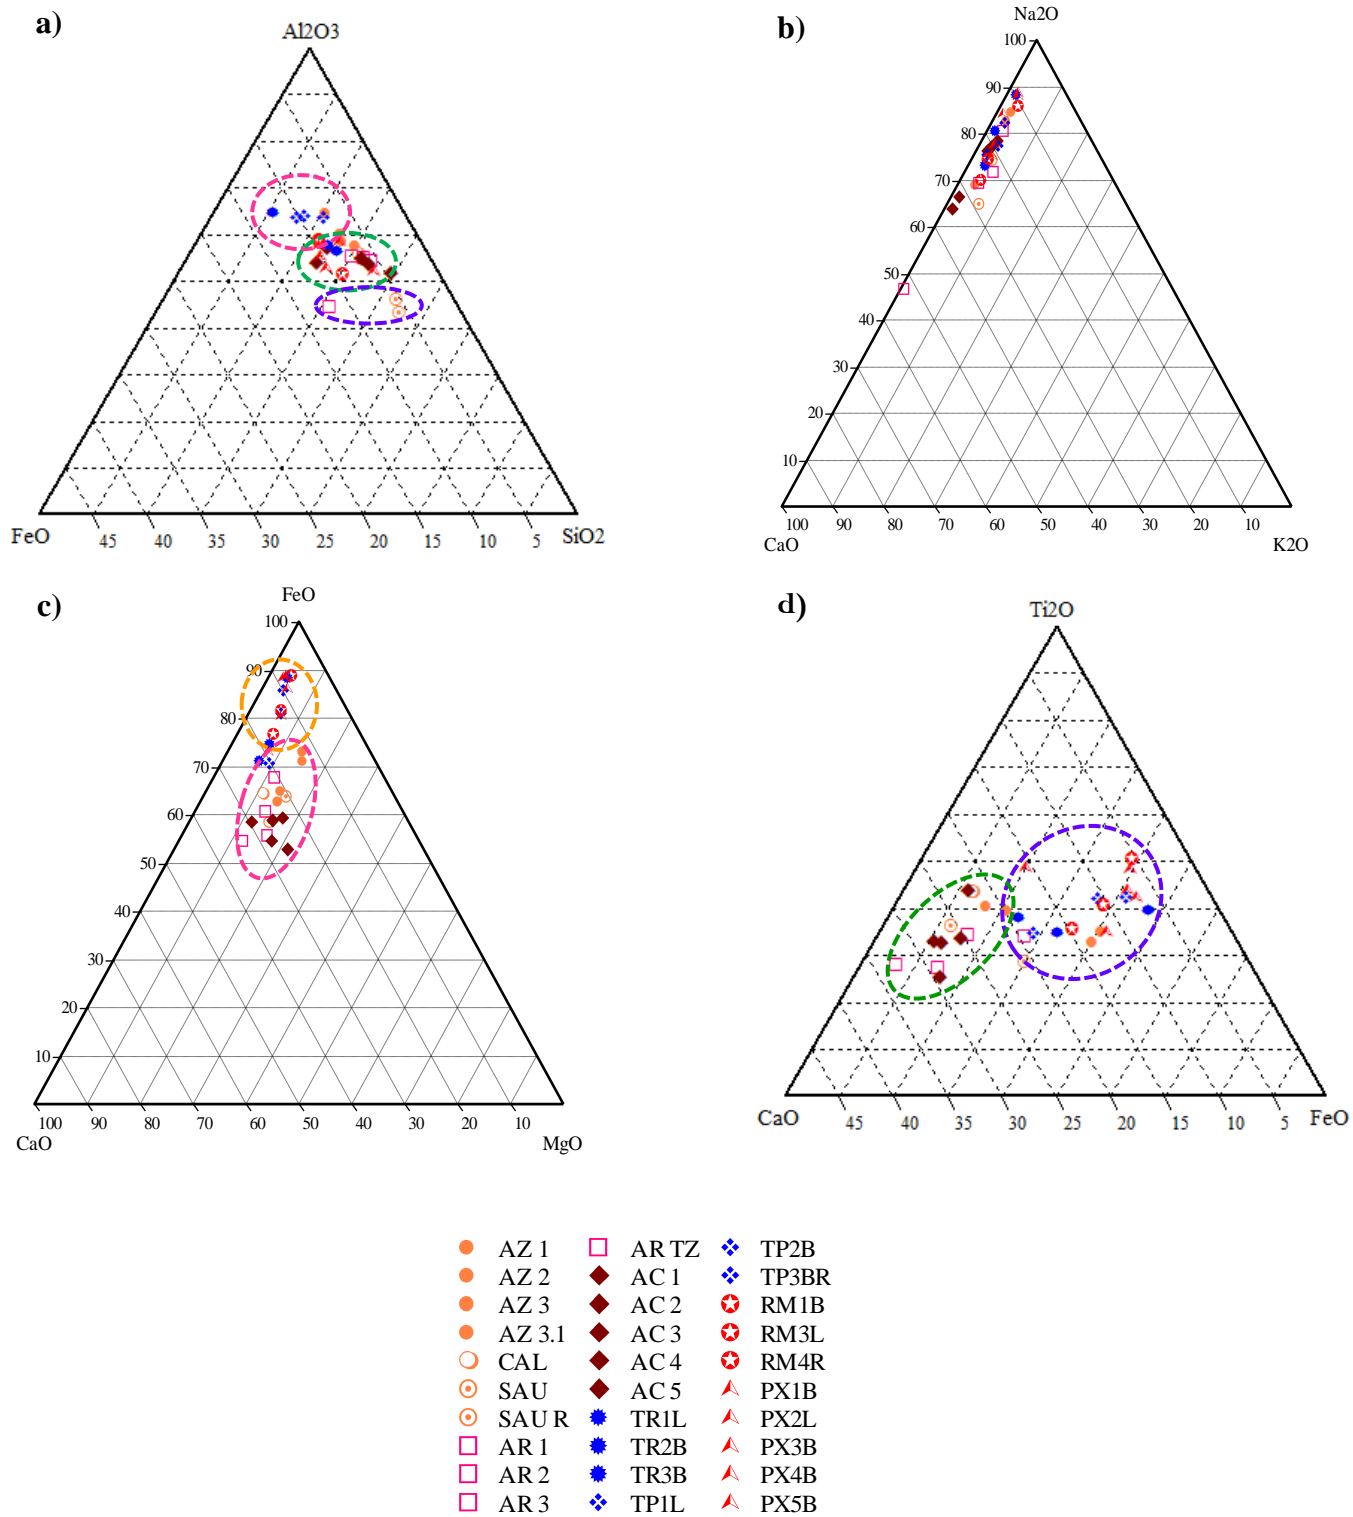 a)
Al2O3
FeO
45 40 35 30 25 20 15 10 5
SiO2
b)
Na2O
100
90
80
70
60
50
40
30
20
10
100 90 80 70 60 50 40 30 20 10
CaO
K2O
c)
FeO
100
90
80
70
60
50
40
30
20
10
100 90 80 70 60 50 40 30 20 10
CaO
MgO
d)
Ti2O
CaO
45 40 35 30 25 20 15 10 5
FeO
AZ 1
AZ 2
AZ 3
AZ 3.1
CAL
SAU
SAU R
AR 1
AR 2
AR 3
AR TZ
AC 1
AC 2
AC 3
AC 4
AC 5
TR1L
TR2B
TR3B
TP1L
TP2B
TP3BR
RM1B
RM3L
RM4R
PX1B
PX2L
PX3B
PX4B
PX5B